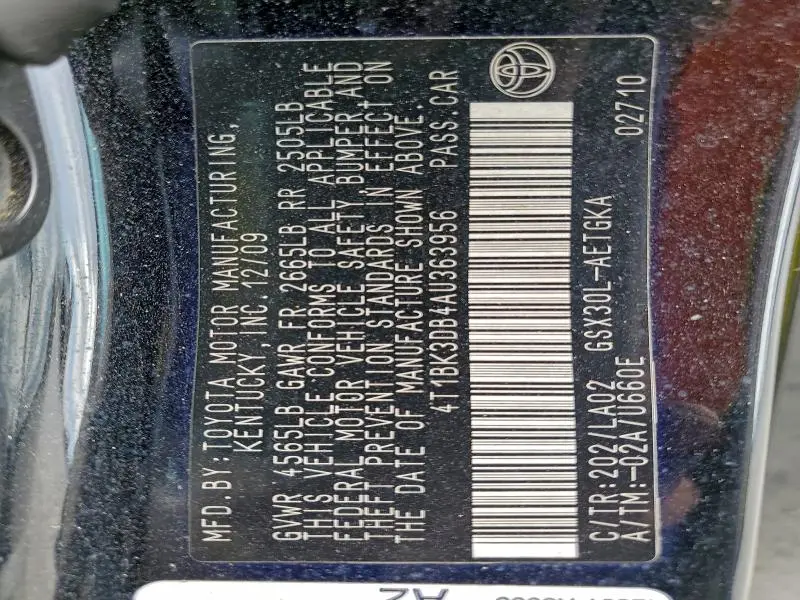 MFD.BY:TOYOTA MOTOR MANUFACTURING,
KENTUCKY, INC. 12/09
GVWR 4565LB GAWR FR 2665LB RR 2505LB
THIS VEHICLE CONFORMS TO ALL APPLICABLE
FEDERAL MOTOR VEHICLE SAFETY, BUMPER, AND
THEFT PREVENTION STANDARDS IN EFFECT ON
THE DATE OF MANUFACTURE SHOWN ABOVE.
4T1BK3DB4AU363956 PASS.CAR
C/TR:202/LA02 GSX30L-AETGKA
A/TM:-02A/U660E 02710
A2